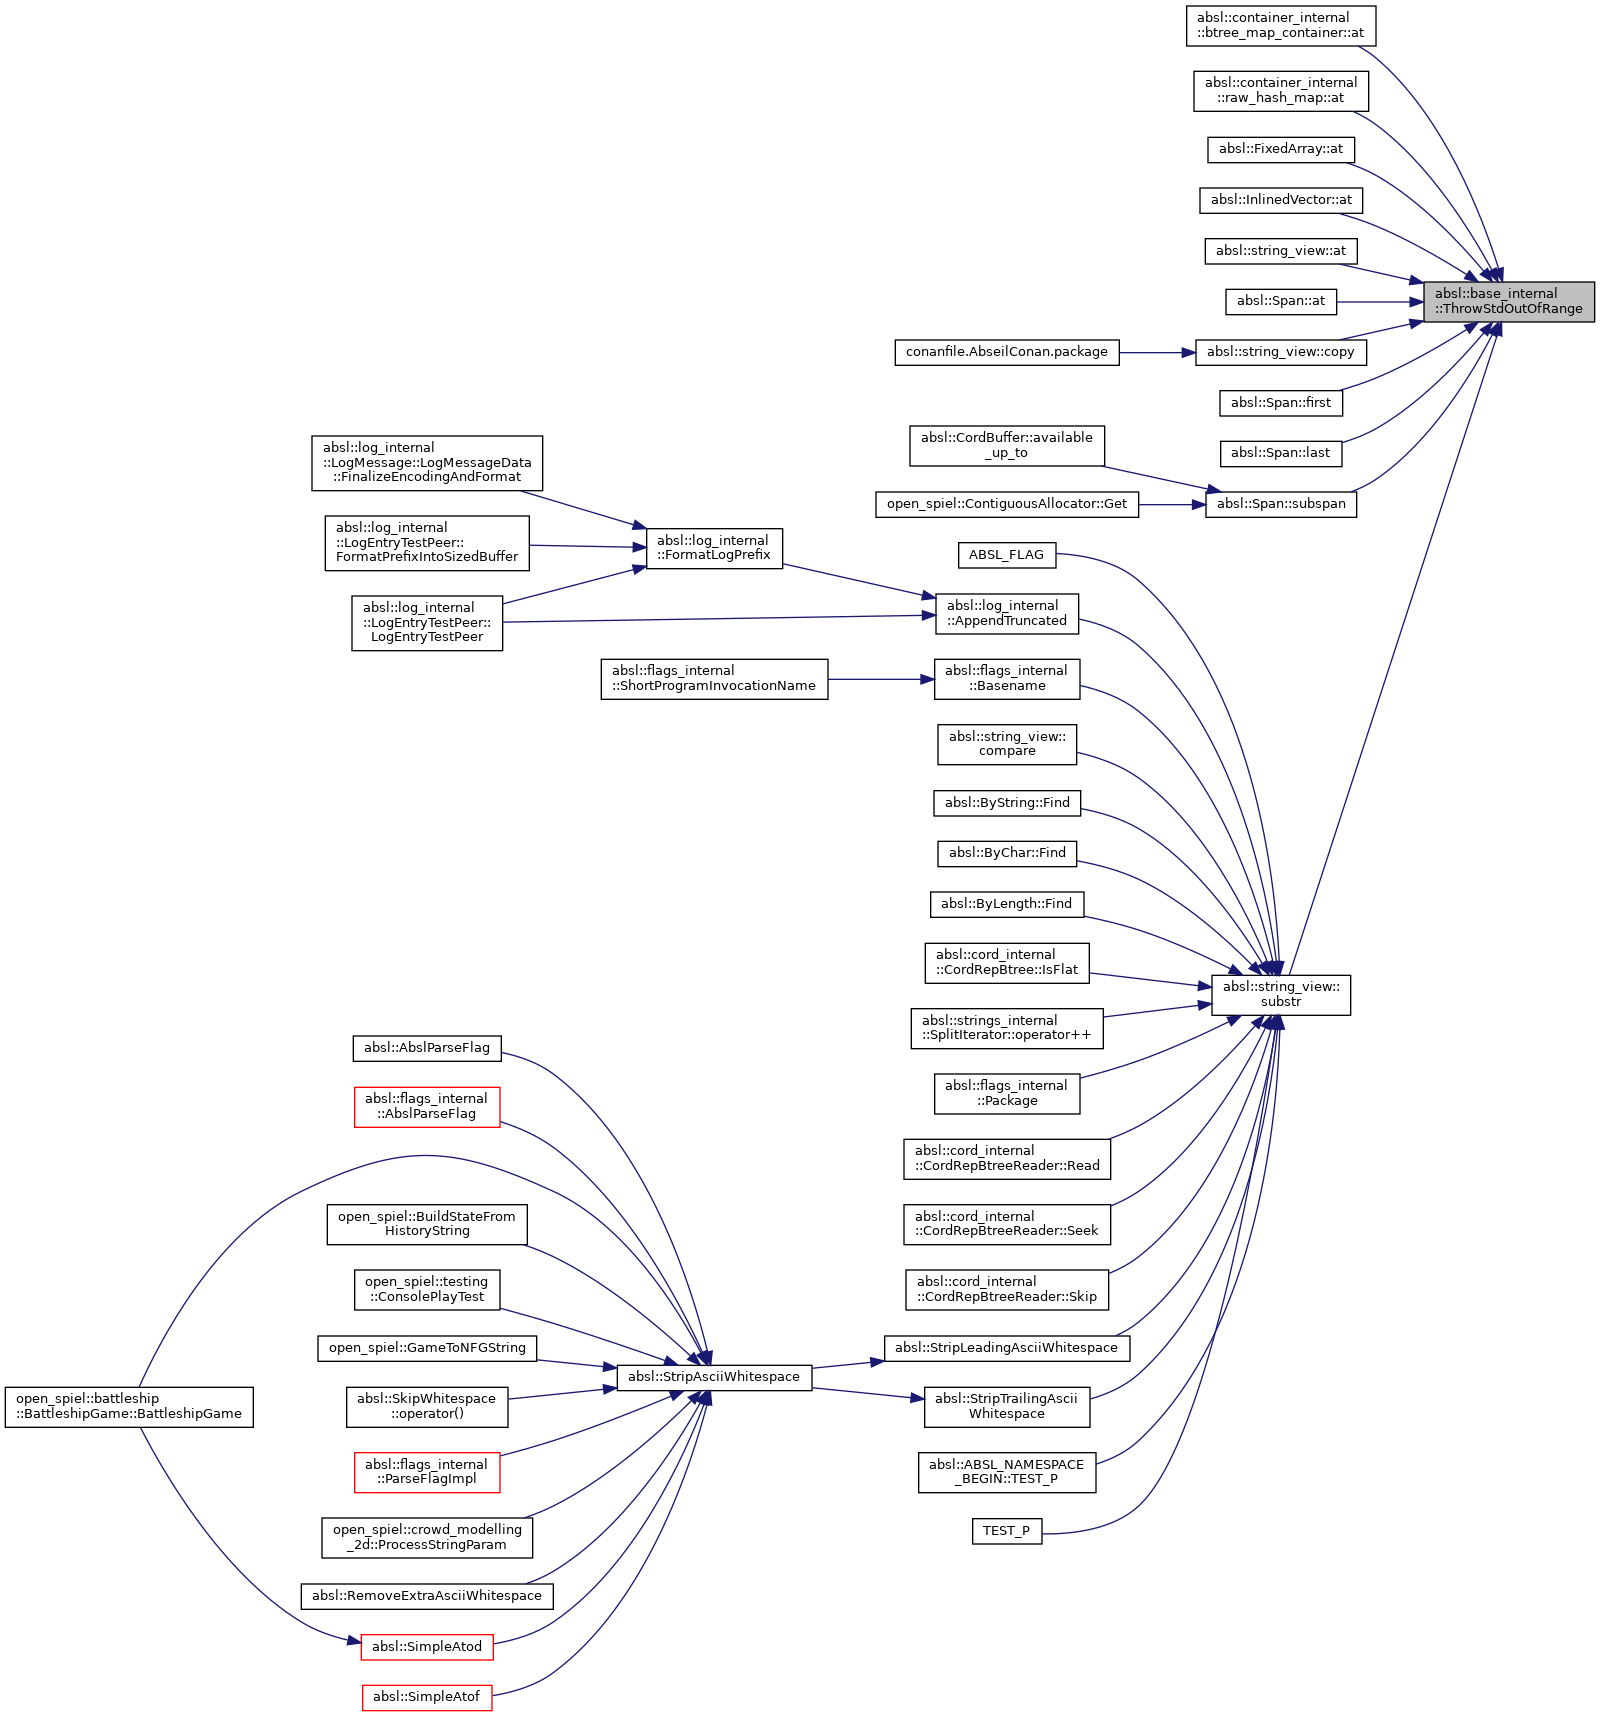 absl::container_internal
::btree_map_container::at
absl::container_internal
::raw_hash_map::at
absl::FixedArray::at
absl::InlinedVector::at
absl::string_view::at
absl::base_internal
::ThrowStdOutOfRange
absl::Span::at
conanfile.AbseilConan.package
absl::string_view::copy
absl::Span::first
absl::CordBuffer::available
_up_to
absl::Span::last
open_spiel::ContiguousAllocator::Get
absl::Span::subspan
absl::log_internal
::LogMessage::LogMessageData
::FinalizeEncodingAndFormat
absl::log_internal
::LogEntryTestPeer::
FormatPrefixIntoSizedBuffer
absl::log_internal
::FormatLogPrefix
ABSL_FLAG
absl::log_internal
::LogEntryTestPeer::
LogEntryTestPeer
absl::log_internal
::AppendTruncated
absl::flags_internal
::ShortProgramInvocationName
absl::flags_internal
::Basename
absl::string_view::
compare
absl::ByString::Find
absl::ByChar::Find
absl::ByLength::Find
absl::cord_internal
::CordRepBtree::IsFlat
absl::string_view::
substr
absl::strings_internal
::SplitIterator::operator++
absl::flags_internal
::Package
absl::cord_internal
::CordRepBtreeReader::Read
absl::cord_internal
::CordRepBtreeReader::Seek
absl::cord_internal
::CordRepBtreeReader::Skip
absl::StripLeadingAsciiWhitespace
absl::StripTrailingAscii
Whitespace
absl::ABSL_NAMESPACE
_BEGIN::TEST_P
TEST_P
absl::AbslParseFlag
absl::flags_internal
::AbslParseFlag
open_spiel::BuildStateFrom
HistoryString
open_spiel::testing
::ConsolePlayTest
open_spiel::GameToNFGString
absl::StripAsciiWhitespace
open_spiel::battleship
::BattleshipGame::BattleshipGame
absl::SkipWhitespace
::operator()
absl::flags_internal
::ParseFlagImpl
open_spiel::crowd_modelling
_2d::ProcessStringParam
absl::RemoveExtraAsciiWhitespace
absl::SimpleAtod
absl::SimpleAtof